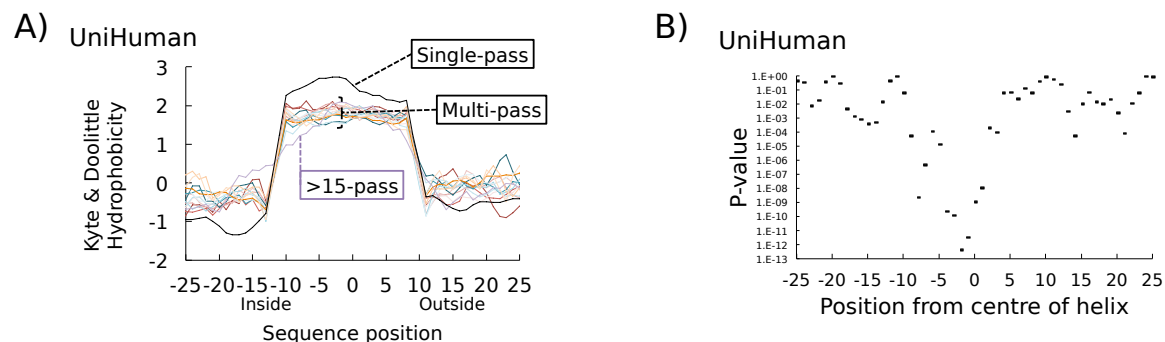 A)
UniHuman
Kyte & Doolittle
Hydrophobicity
3
2
1
0
-1
-2
Single-pass
Multi-pass
>15-pass
-25 -20 -15 -10 -5 0 5 10 15 20 25
Inside Outside
Sequence position
B)
UniHuman
P-value
1.E+00
1.E-01
1.E-02
1.E-03
1.E-04
1.E-05
1.E-06
1.E-07
1.E-08
1.E-09
1.E-10
1.E-11
1.E-12
1.E-13
-25 -20 -15 -10 -5 0 5 10 15 20 25
Position from centre of helix